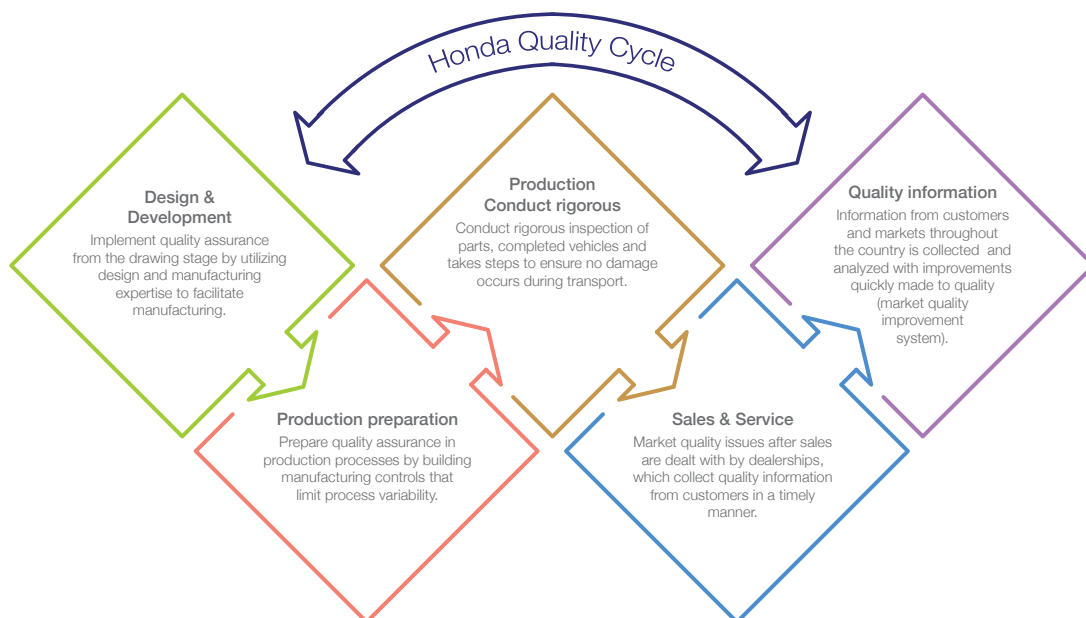 Honda Quality Cycle
Design &
Development
Implement quality assurance
from the drawing stage by utilizing
design and manufacturing
expertise to facilitate
manufacturing.
Production preparation
Prepare quality assurance in
production processes by building
manufacturing controls that
limit process variability.
Production
Conduct rigorous
Conduct rigorous inspection of
parts, completed vehicles and
takes steps to ensure no damage
occurs during transport.
Sales & Service
Market quality issues after sales
are dealt with by dealerships,
which collect quality information
from customers in a timely
manner.
Quality information
Information from customers
and markets throughout
the country is collected and
analyzed with improvements
quickly made to quality
(market quality
improvement
system).